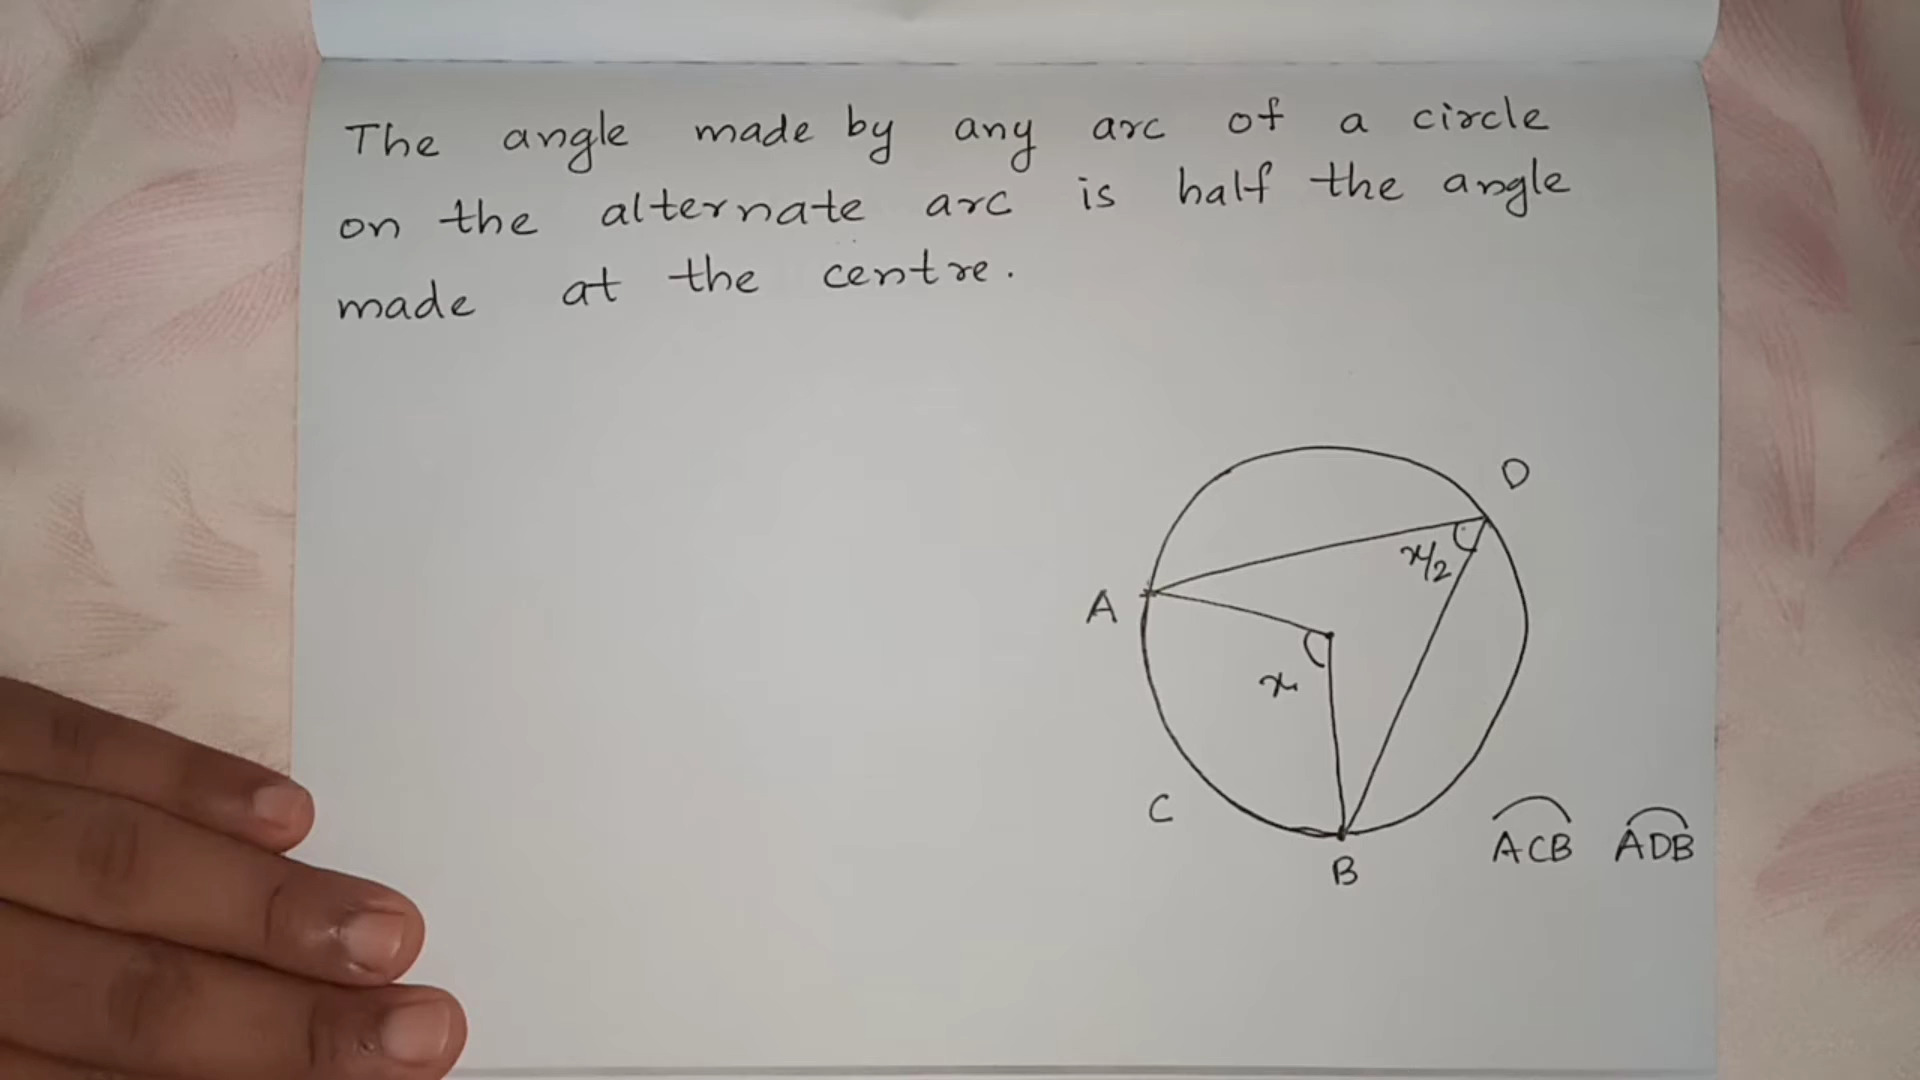 The angle made by any arc of a circle
on the alternate arc is half the angle
made at the centre.
D
x/2
A
x
C
ACB ADB
B